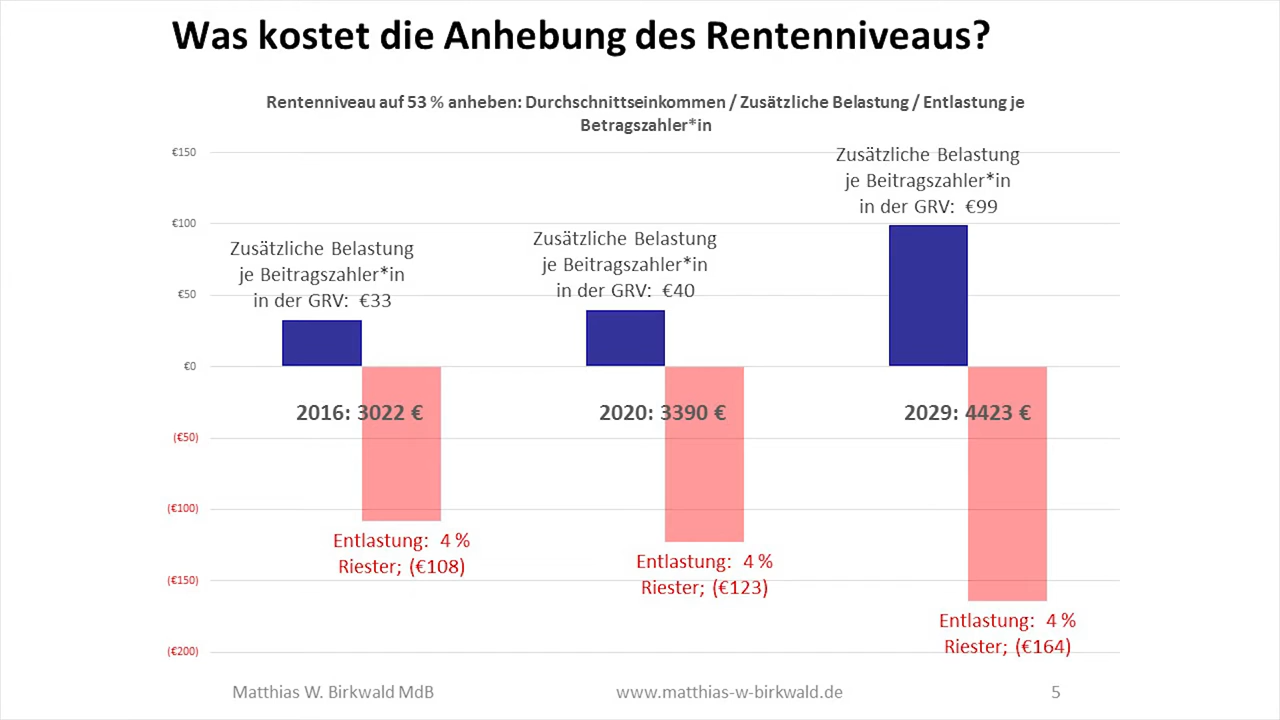 Was kostet die Anhebung des Rentenniveaus?
Rentenniveau auf 53 % anheben: Durchschnittseinkommen / Zusätzliche Belastung / Entlastung je
Betragszahler*in
€150
€100
€50
€0
(€50)
(€100)
(€150)
(€200)
Zusätzliche Belastung
je Beitragszahler*in
in der GRV: €33
Zusätzliche Belastung
je Beitragszahler*in
in der GRV: €40
Zusätzliche Belastung
je Beitragszahler*in
in der GRV: €99
2016: 3022 €
2020: 3390 €
2029: 4423 €
Entlastung: 4 %
Riester; (€108)
Entlastung: 4 %
Riester; (€123)
Entlastung: 4 %
Riester; (€164)
Matthias W. Birkwald MdB
www.matthias-w-birkwald.de
5